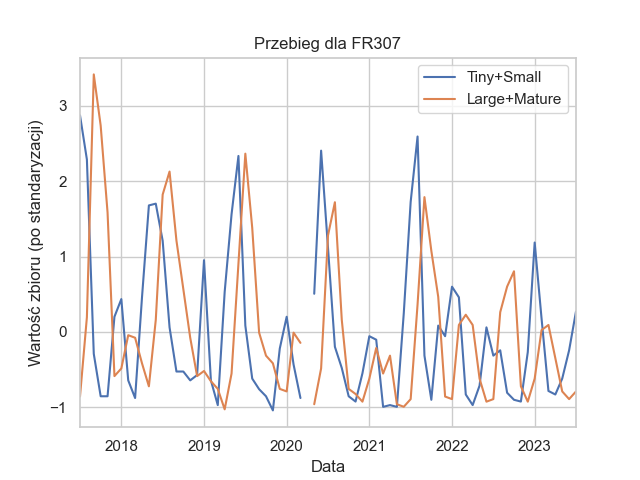 Przebieg dla FR307
Tiny+Small
Large+Mature
3
2
1
0
−1
Wartość zbioru (po standaryzacji)
2018 2019 2020 2021 2022 2023
Data